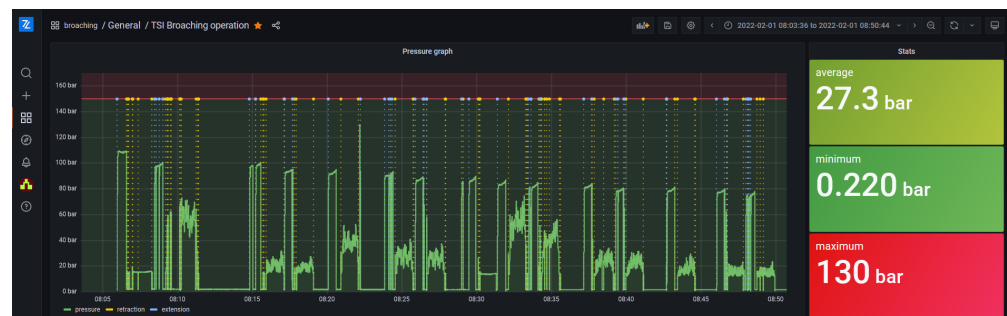 broaching / General / TSI Broaching operation
2022-02-01 08:03:36 to 2022-02-01 08:50:44
Pressure graph
160 bar
140 bar
120 bar
100 bar
80 bar
60 bar
40 bar
20 bar
0 bar
08:05 08:10 08:15 08:20 08:25 08:30 08:35 08:40 08:45 08:50
pressure retraction extension
Stats
average
27.3 bar
minimum
0.220 bar
maximum
130 bar